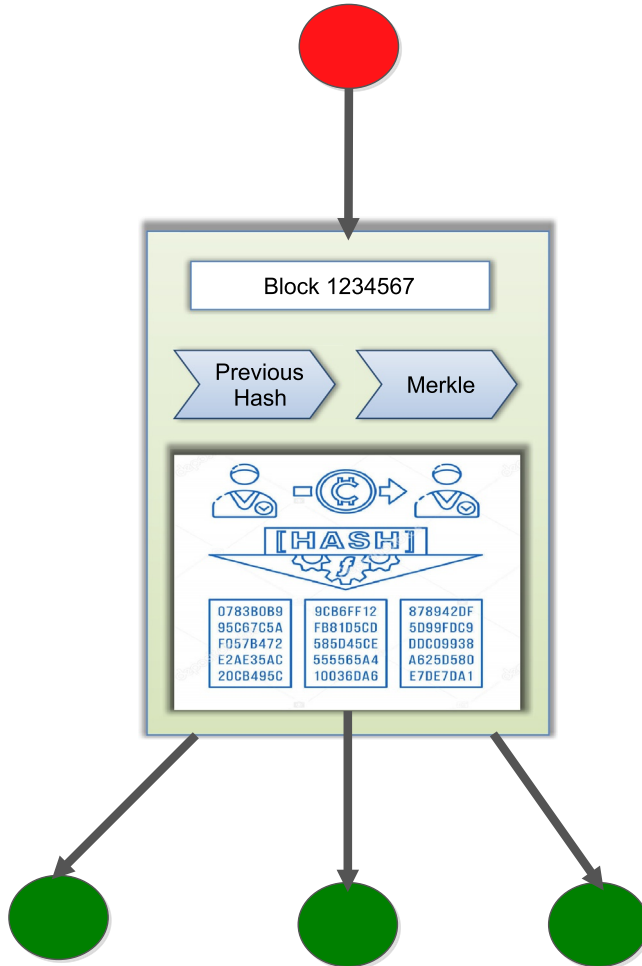 Block 1234567
Previous
Hash
Merkle
[HASH]
0783B0B9
95C67C5A
F057B472
E2AE35AC
20CB495C
9CB6FF12
FB81D5CD
585D45CE
555565A4
10036DA6
878942DF
5D99FDC9
DDC09938
A625D580
E7DE7DA1